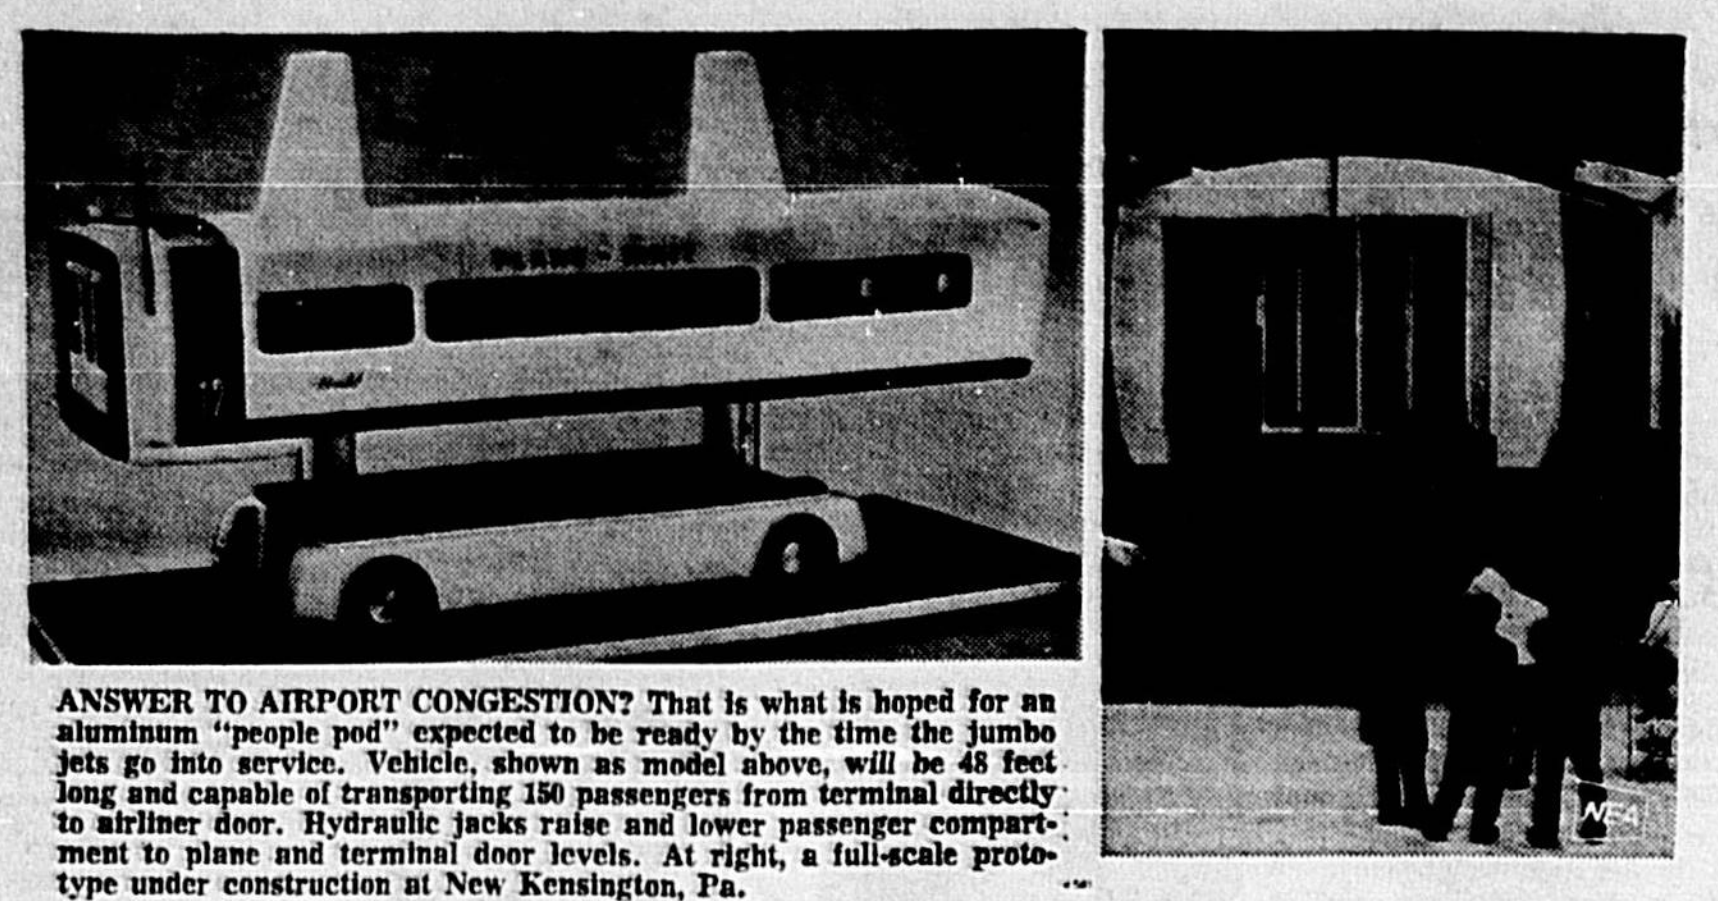 Budd
ANSWER TO AIRPORT CONGESTION? That is what is hoped for an
aluminum "people pod" expected to be ready by the time the jumbo
jets go into service. Vehicle, shown as model above, will be 48 feet
long and capable of transporting 150 passengers from terminal directly
to airliner door. Hydraulic jacks raise and lower passenger compart-
ment to plane and terminal door levels. At right, a full-scale proto-
type under construction at New Kensington, Pa.
NEA